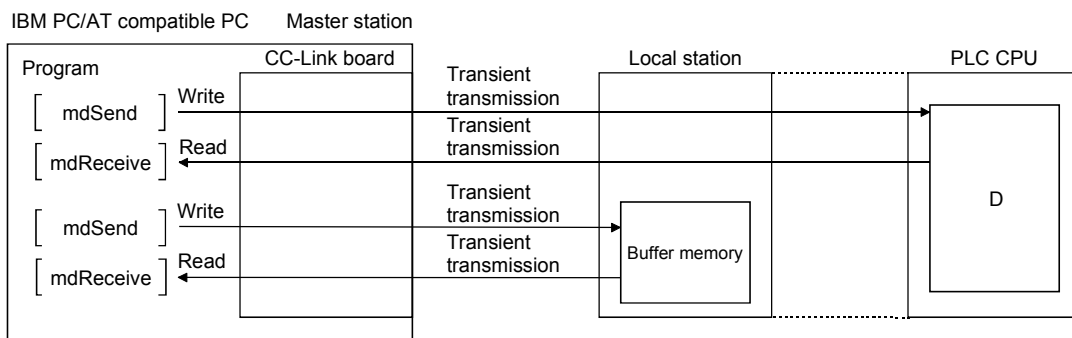 IBM PC/AT compatible PC Master station
Program
CC-Link board
Local station
PLC CPU
mdSend
Write
Transient
transmission
mdReceive
Read
Transient
transmission
D
mdSend
Write
Transient
transmission
Buffer memory
mdReceive
Read
Transient
transmission